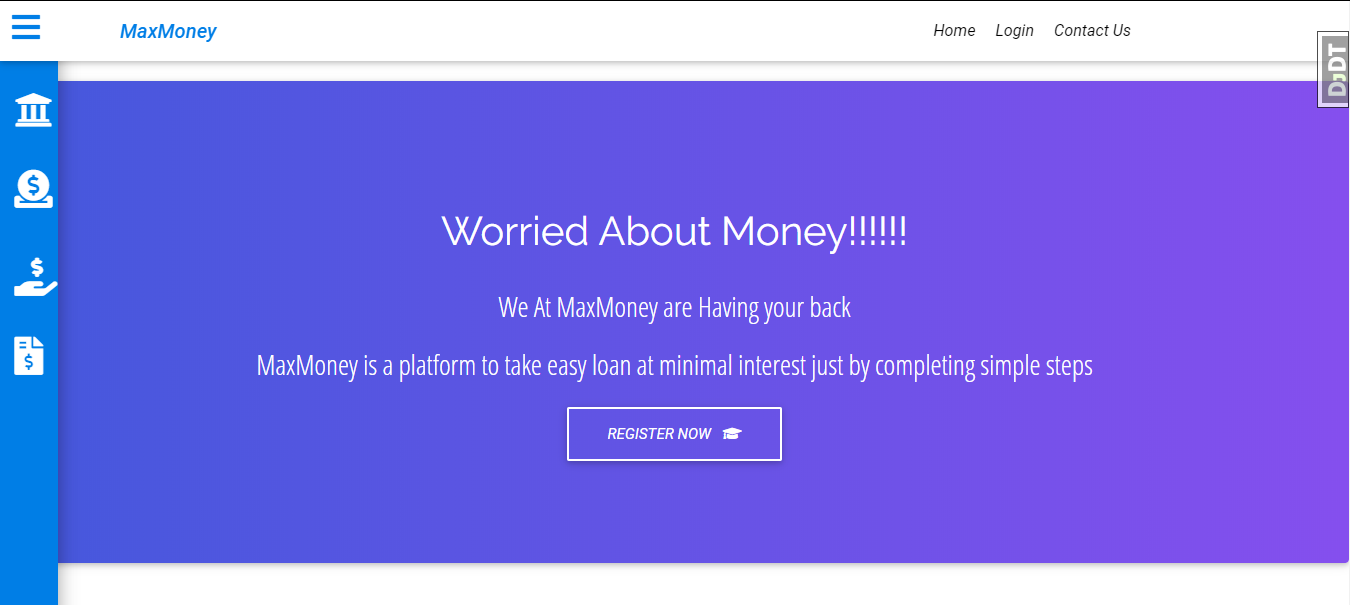 MaxMoney
Home Login Contact Us
DJDT
Worried About Money!!!!!!
We At MaxMoney are Having your back
MaxMoney is a platform to take easy loan at minimal interest just by completing simple steps
REGISTER NOW